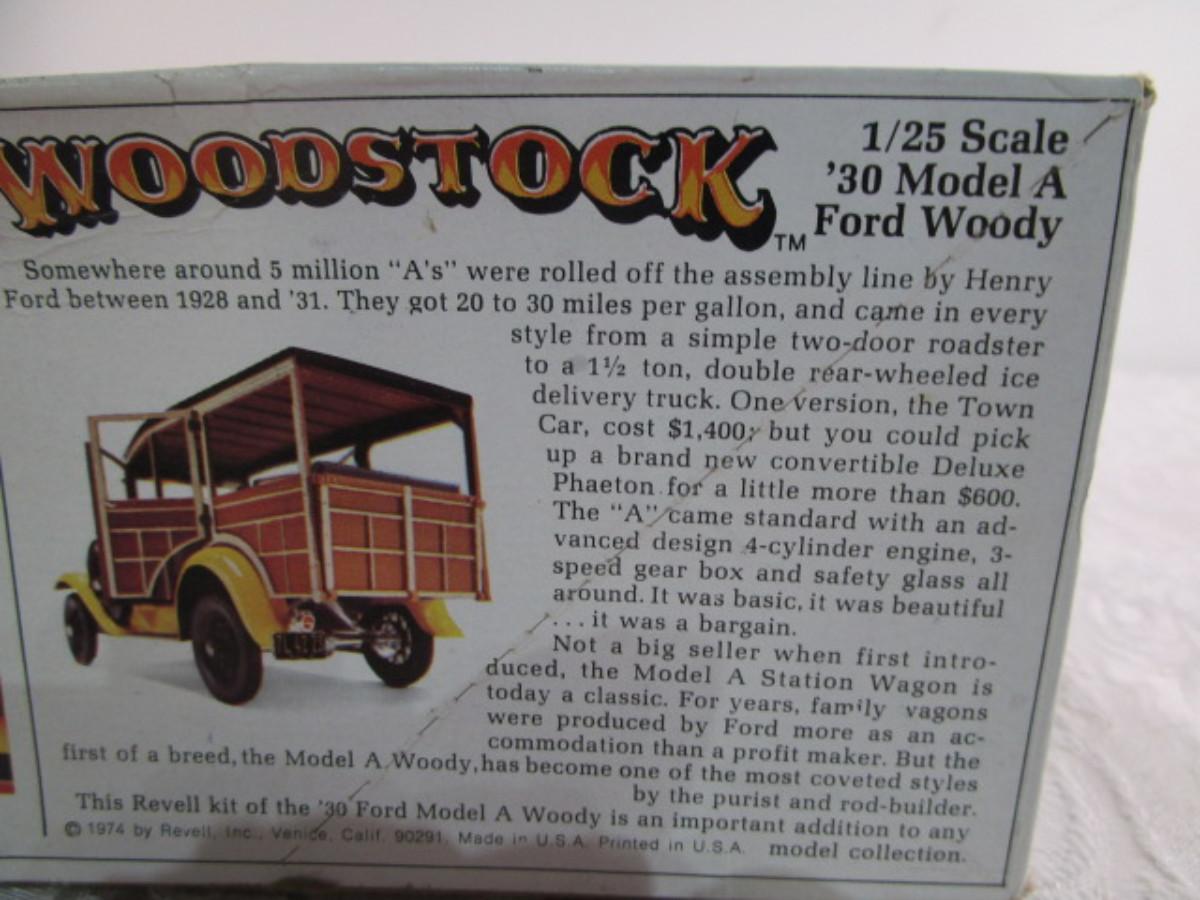 WOODSTOCK ™
1/25 Scale
'30 Model A
Ford Woody
Somewhere around 5 million "A's" were rolled off the assembly line by Henry
Ford between 1928 and '31. They got 20 to 30 miles per gallon, and came in every
style from a simple two-door roadster
to a 1½ ton, double rear-wheeled ice
delivery truck. One version, the Town
Car, cost $1,400; but you could pick
up a brand new convertible Deluxe
Phaeton for a little more than $600.
The "A" came standard with an ad-
vanced design 4-cylinder engine, 3-
speed gear box and safety glass all
around. It was basic, it was beautiful
... it was a bargain.
Not a big seller when first intro-
duced, the Model A Station Wagon is
today a classic. For years, family wagons
were produced by Ford more as an ac-
commodation than a profit maker. But the
first of a breed, the Model A Woody, has become one of the most coveted styles
by the purist and rod-builder.
This Revell kit of the '30 Ford Model A Woody is an important addition to any
model collection.
© 1974 by Revell, Inc., Venice, Calif. 90291. Made in U.S.A. Printed in U.S.A.